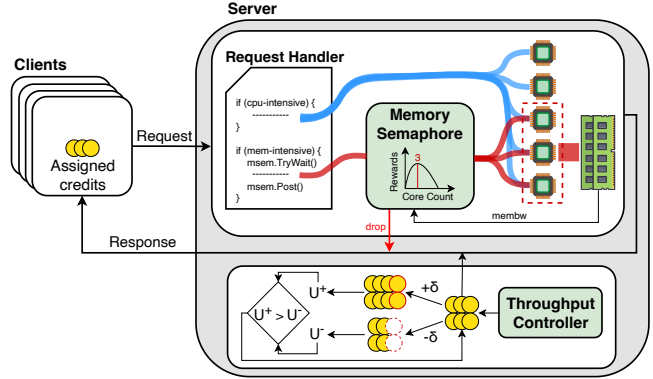 Server
Clients
Assigned
credits
Request
Response
Request Handler
if (cpu-intensive) {
-----------
}
if (mem-intensive) {
msem.TryWait()
-----------
msem.Post()
}
Memory
Semaphore
Rewards
3
Core Count
membw
drop
U⁺ > U⁻
U⁺
U⁻
+δ
-δ
Throughput
Controller